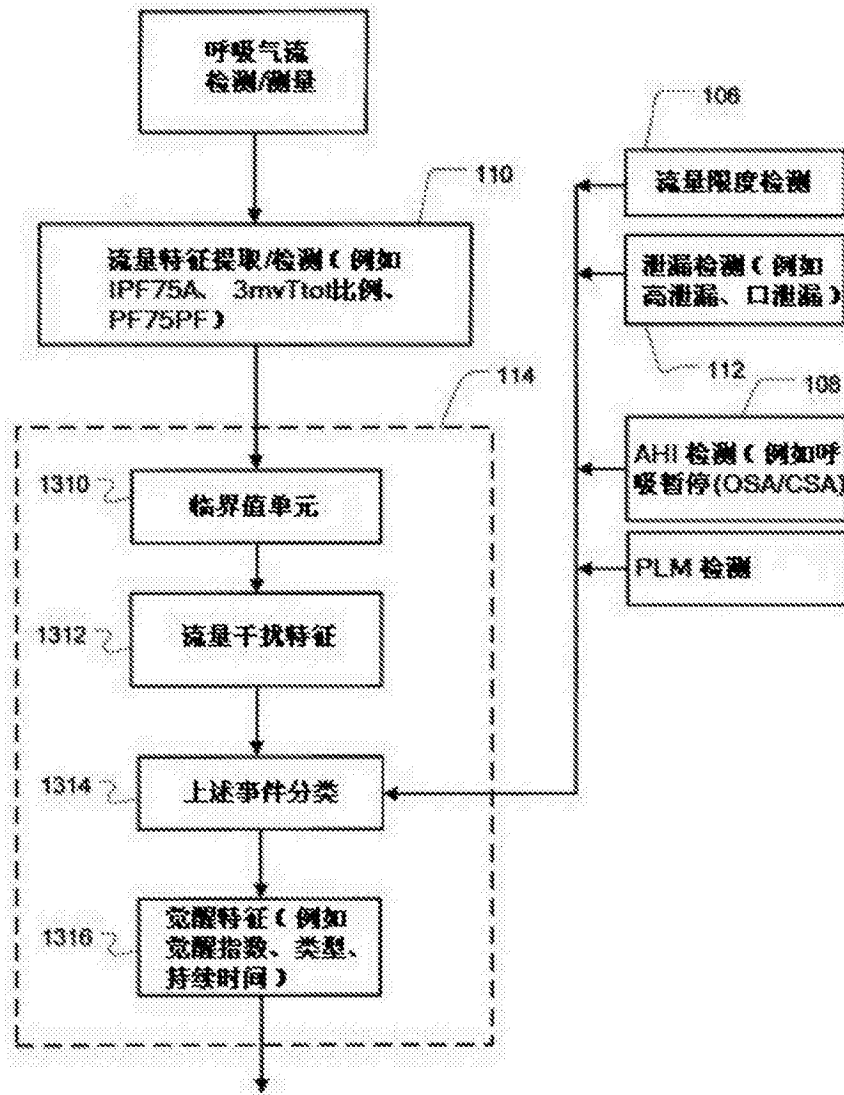 呼吸气流
检测/测量
106
110
流量限度检测
流量特征提取/检测（例如
IPF75A、3mvTtot比例、
PF75PF）
泄漏检测（例如
高泄漏、口泄漏）
114
112
108
1310
临界值单元
AHI 检测（例如呼
吸暂停(OSA/CSA)
PLM 检测
1312
流量干扰特征
1314
上述事件分类
1316
觉醒特征（例如
觉醒指数、类型、
持续时间）